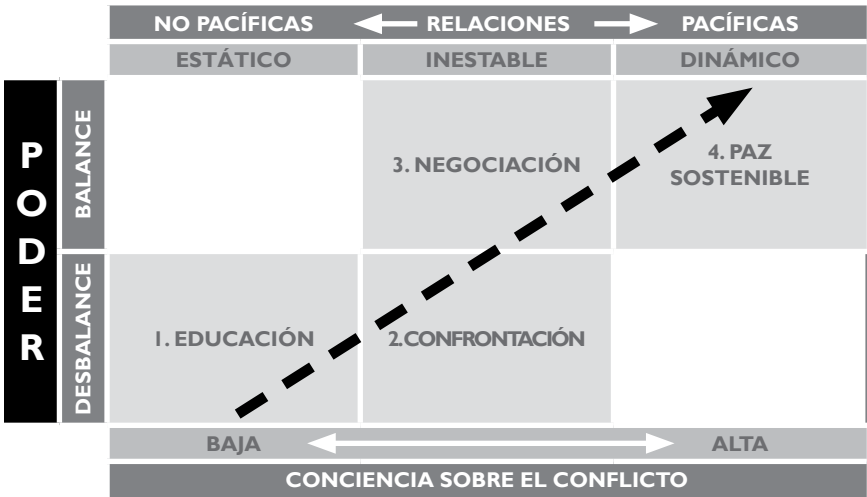 NO PACÍFICAS RELACIONES PACÍFICAS
ESTÁTICO INESTABLE DINÁMICO
PODER
BALANCE
3. NEGOCIACIÓN
4. PAZ
SOSTENIBLE
DESBALANCE
1. EDUCACIÓN
2.CONFRONTACIÓN
BAJA ALTA
CONCIENCIA SOBRE EL CONFLICTO